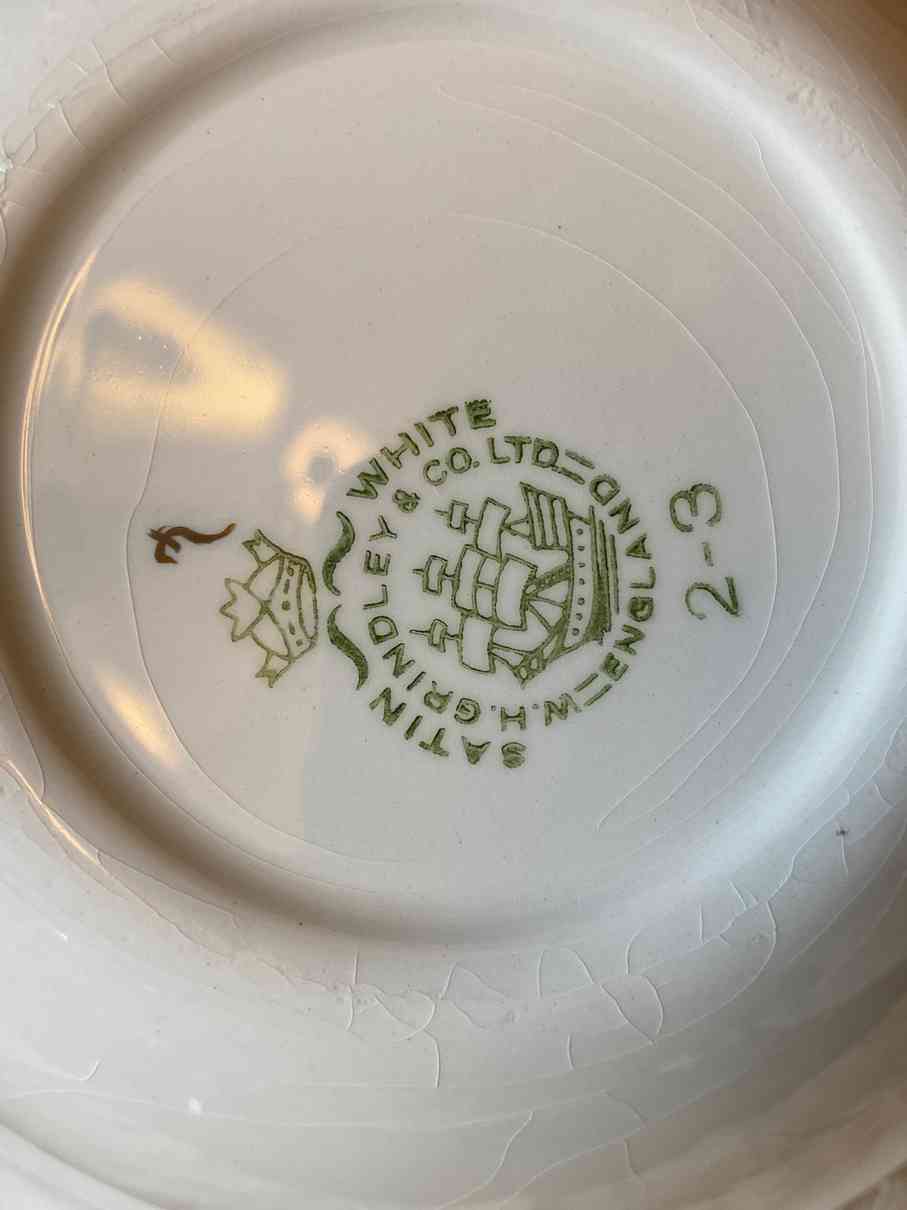 SATIN WHITE
W.H. GRINDLEY & CO. LTD.
ENGLAND
2-3